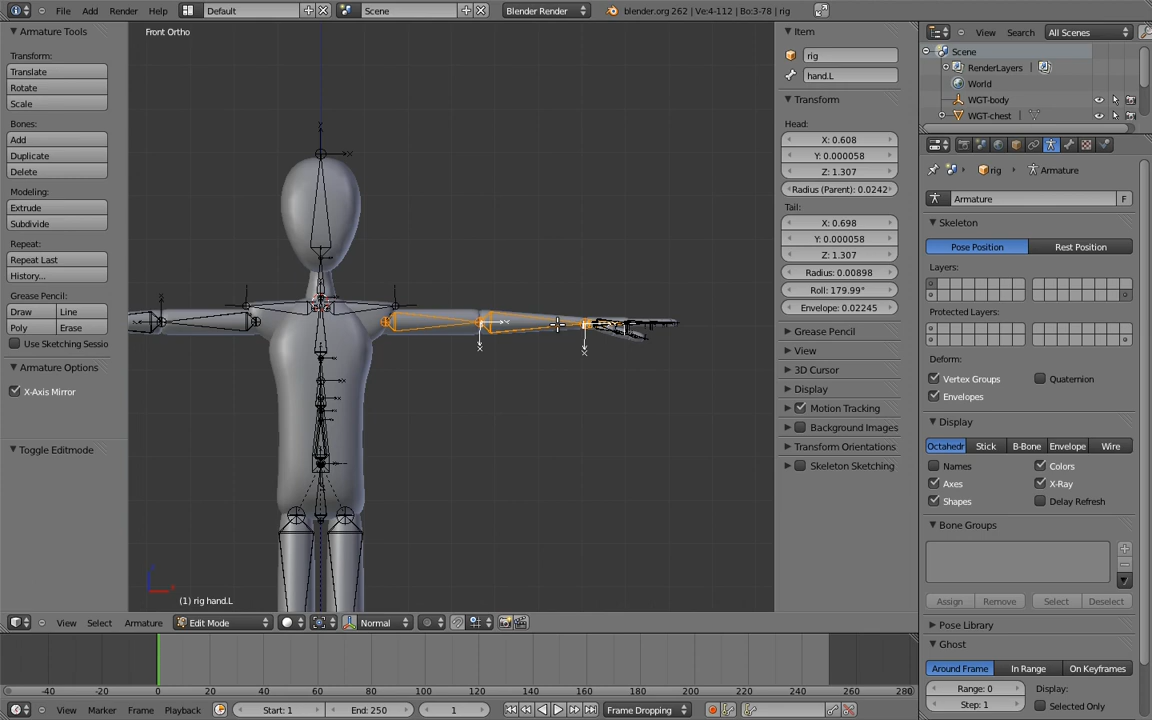 File Add Render Help Default Scene Blender Render blender.org 262 | Ve:4-112 | Bo:3-78 | rig
Armature Tools
Transform:
Translate
Rotate
Scale
Bones:
Add
Duplicate
Delete
Modeling:
Extrude
Subdivide
Repeat:
Repeat Last
History...
Grease Pencil:
Draw Line
Poly Erase
Use Sketching Sessio
Armature Options
X-Axis Mirror
Toggle Editmode
Front Ortho
(1) rig hand.L
View Select Armature Edit Mode Normal
Item
rig
hand.L
Transform
Head:
X: 0.608
Y: 0.000058
Z: 1.307
Radius (Parent): 0.0242
Tail:
X: 0.698
Y: 0.000058
Z: 1.307
Radius: 0.00898
Roll: 179.99°
Envelope: 0.02245
Grease Pencil
View
3D Cursor
Display
Motion Tracking
Background Images
Transform Orientations
Skeleton Sketching
View Search All Scenes
Scene
RenderLayers
World
WGT-body
WGT-chest
rig Armature
Armature F
Skeleton
Pose Position Rest Position
Layers:
Protected Layers:
Deform:
Vertex Groups Quaternion
Envelopes
Display
Octahedr Stick B-Bone Envelope Wire
Names Colors
Axes X-Ray
Shapes Delay Refresh
Bone Groups
Assign Remove Select Deselect
Pose Library
Ghost
Around Frame In Range On Keyframes
Range: 0 Display:
Step: 1 Selected Only
-40 -20 0 20 40 60 80 100 120 140 160 180 200 220 240 260 280
View Marker Frame Playback Start: 1 End: 250 1 Frame Dropping